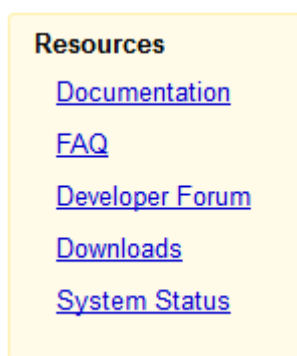 Resources
Documentation
FAQ
Developer Forum
Downloads
System Status